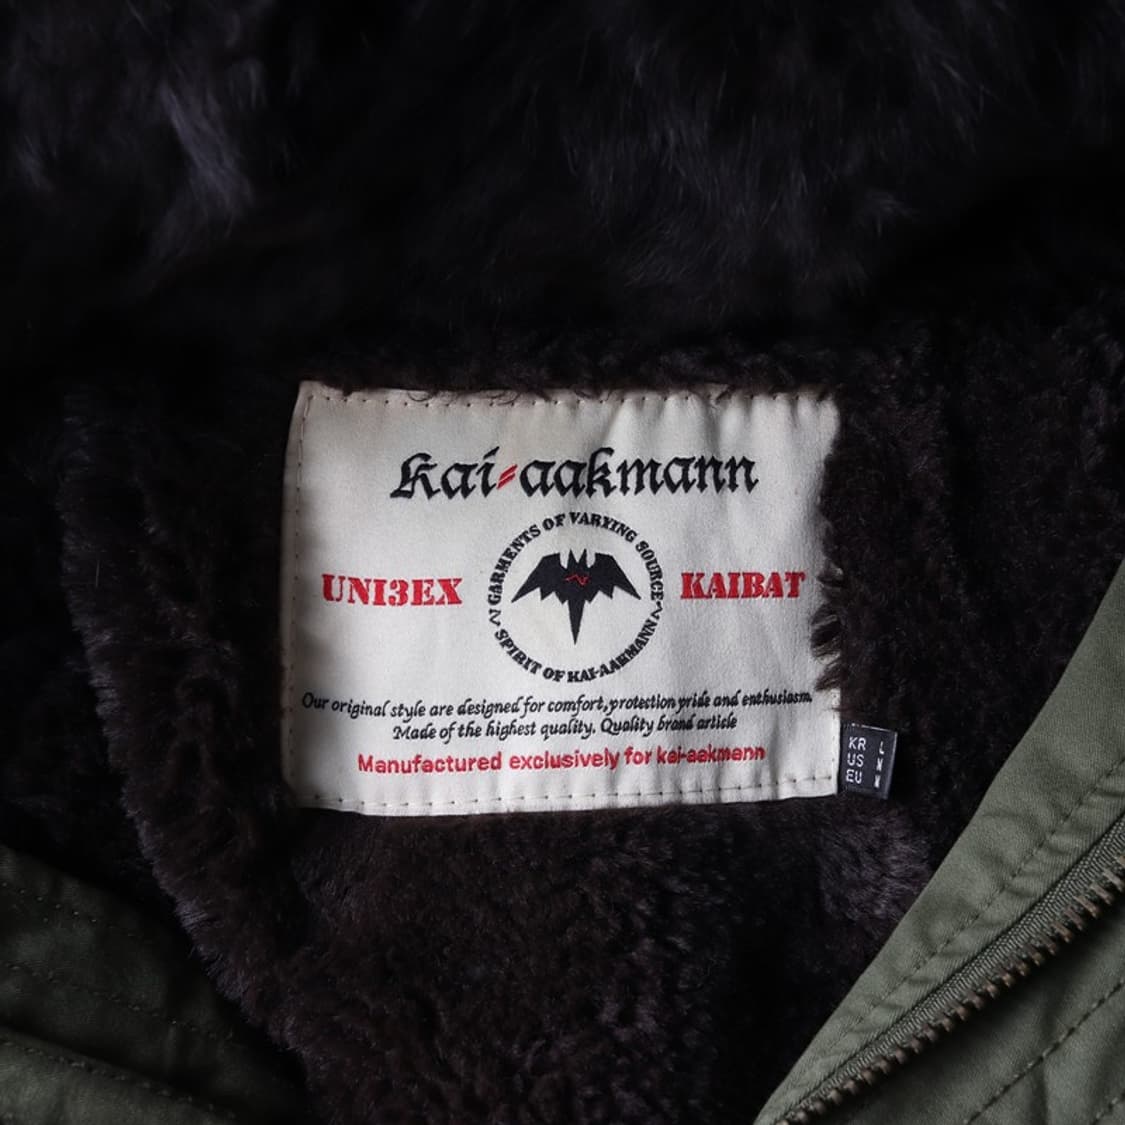 kai-aakmann
GARMENTS OF VARYING SOURCE
UNI3EX
KAIBAT
SPIRIT OF KAI-AAKMANN
Our original style are designed for comfort,protection pride and enthusiasm.
Made of the highest quality. Quality brand article
Manufactured exclusively for kai-aakmann
KR L
US M
EU M